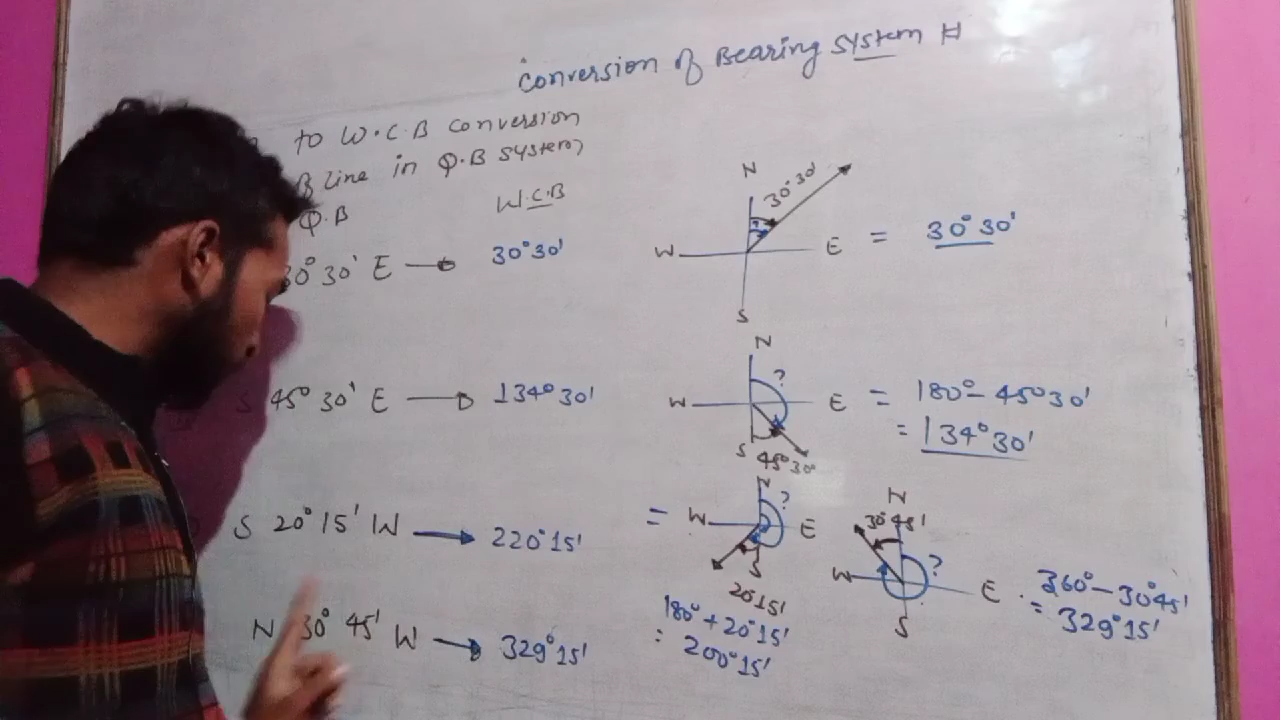 Conversion of Bearing System #
to W.C.B Conversion
line in Q.B System)
Q.B W.C.B
30° 30' E → 30°30'
N
30°30'
W E = 30°30'
S
S 45° 30' E → 134°30'
N
?
W E = 180° - 45°30'
= 134°30'
S 45°30'
S 20° 15' W → 220°15'
= N
?
W E
S
20°15'
180° + 20°15'
: 200°15'
N 30° 45' W → 329°15'
N
30°45'
?
W E . 360° - 30°45'
= 329°15'
S